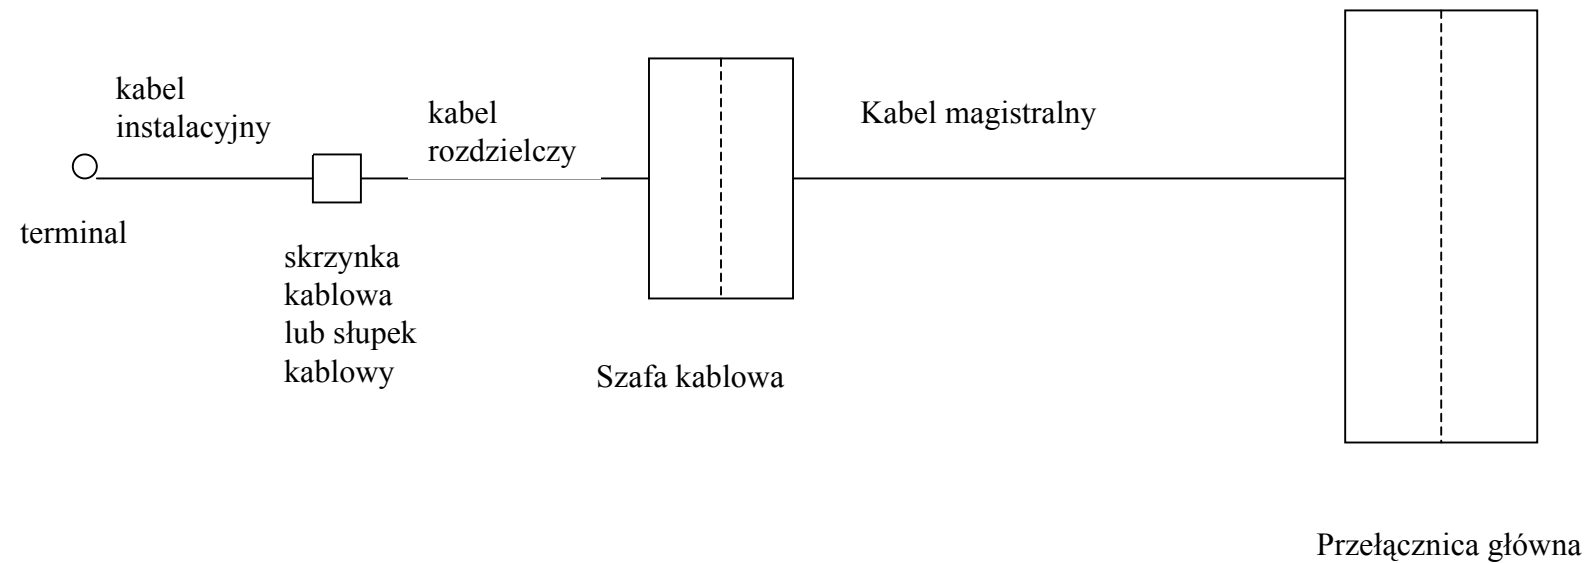 kabel
instalacyjny
kabel
rozdzielczy
Kabel magistralny
terminal
skrzynka
kablowa
lub słupek
kablowy
Szafa kablowa
Przełącznica główna